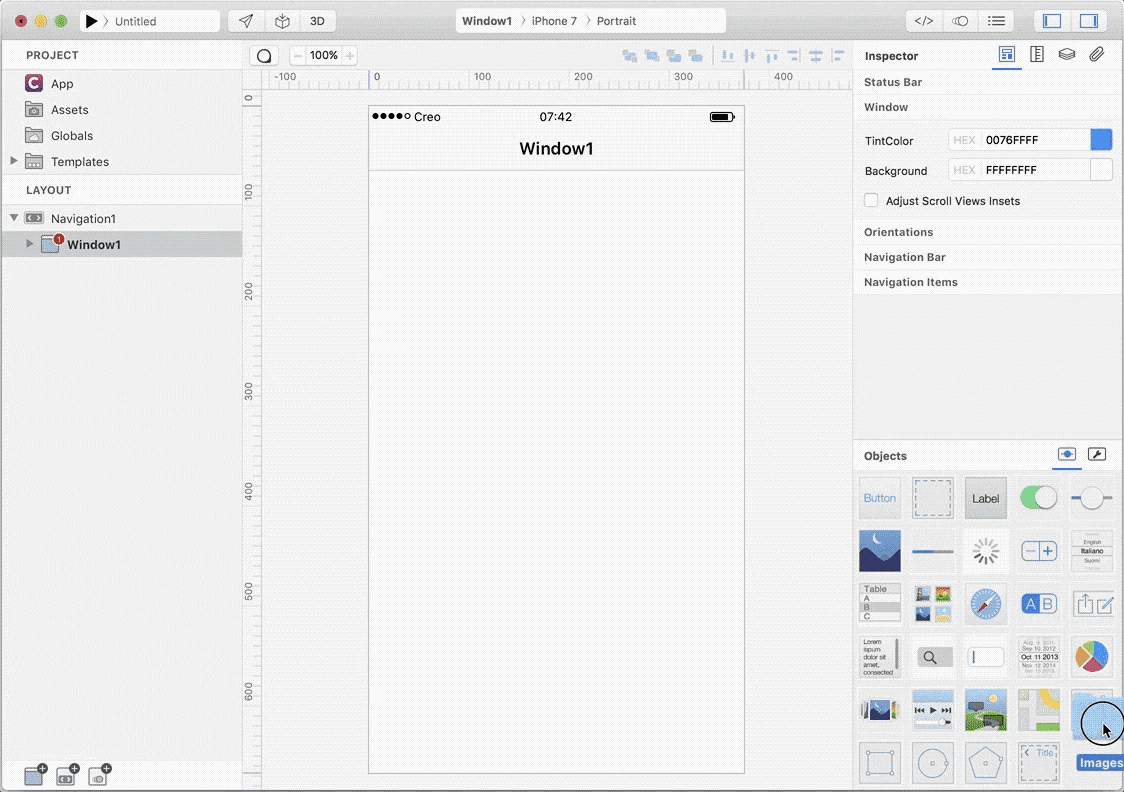 Untitled
3D
Window1 〉 iPhone 7 〉 Portrait
</>
PROJECT
App
Assets
Globals
Templates
LAYOUT
Navigation1
1
Window1
100%
-100 0 100 200 300 400
0
100
200
300
400
500
600
Creo 07:42
Window1
Inspector
Status Bar
Window
TintColor HEX 0076FFFF
Background HEX FFFFFFFF
Adjust Scroll Views Insets
Orientations
Navigation Bar
Navigation Items
Objects
Button
Label
English
Italiano
Suomi
Table
A
B
C
A B
Lorem
ispum
dolor sit
amet,
consected
Sep 10 2012
Oct 11 2013
Nov 12 2014
Title
Images